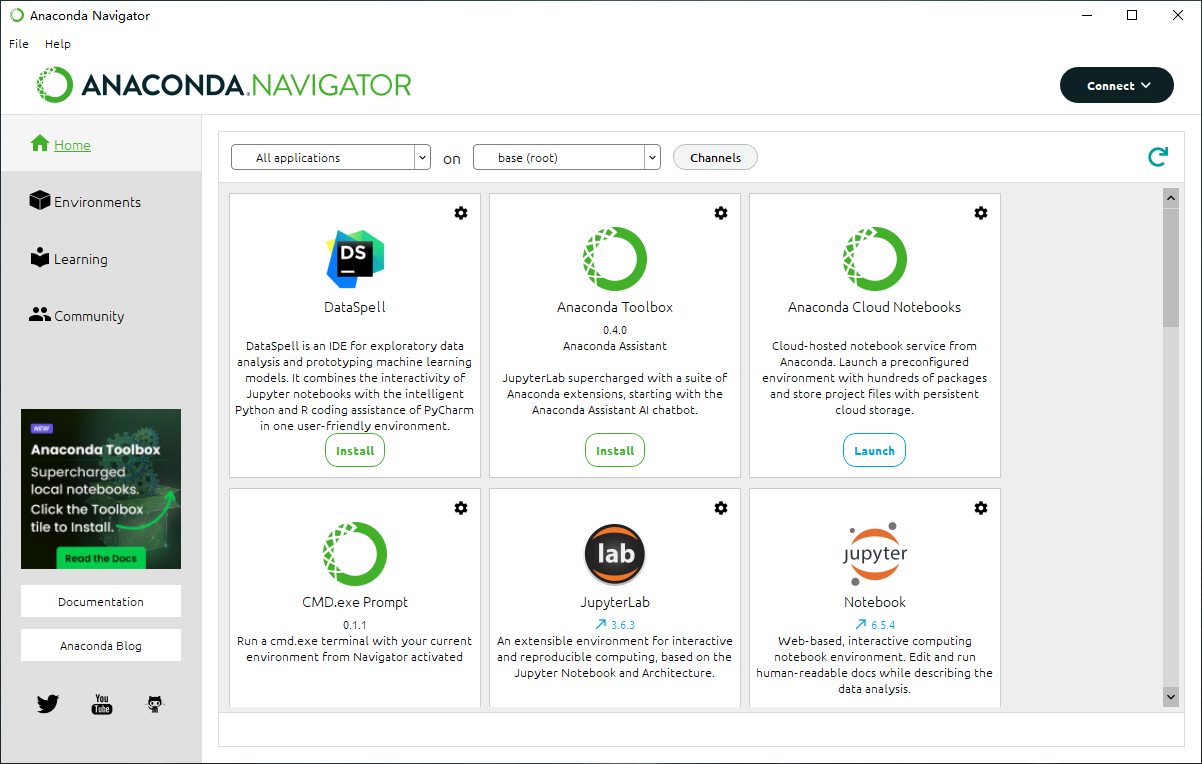 Anaconda Navigator
File Help
ANACONDA.NAVIGATOR
Connect
Home
Environments
Learning
Community
NEW
Anaconda Toolbox
Supercharged
local notebooks.
Click the Toolbox
tile to Install.
Read the Docs
Documentation
Anaconda Blog
You
Tube
All applications on base (root) Channels
DS
DataSpell
DataSpell is an IDE for exploratory data
analysis and prototyping machine learning
models. It combines the interactivity of
Jupyter notebooks with the intelligent
Python and R coding assistance of PyCharm
in one user-friendly environment.
Install
Anaconda Toolbox
0.4.0
Anaconda Assistant
JupyterLab supercharged with a suite of
Anaconda extensions, starting with the
Anaconda Assistant AI chatbot.
Install
Anaconda Cloud Notebooks
Cloud-hosted notebook service from
Anaconda. Launch a preconfigured
environment with hundreds of packages
and store project files with persistent
cloud storage.
Launch
CMD.exe Prompt
0.1.1
Run a cmd.exe terminal with your current
environment from Navigator activated
lab
JupyterLab
3.6.3
An extensible environment for interactive
and reproducible computing, based on the
Jupyter Notebook and Architecture.
jupyter
Notebook
6.5.4
Web-based, interactive computing
notebook environment. Edit and run
human-readable docs while describing the
data analysis.